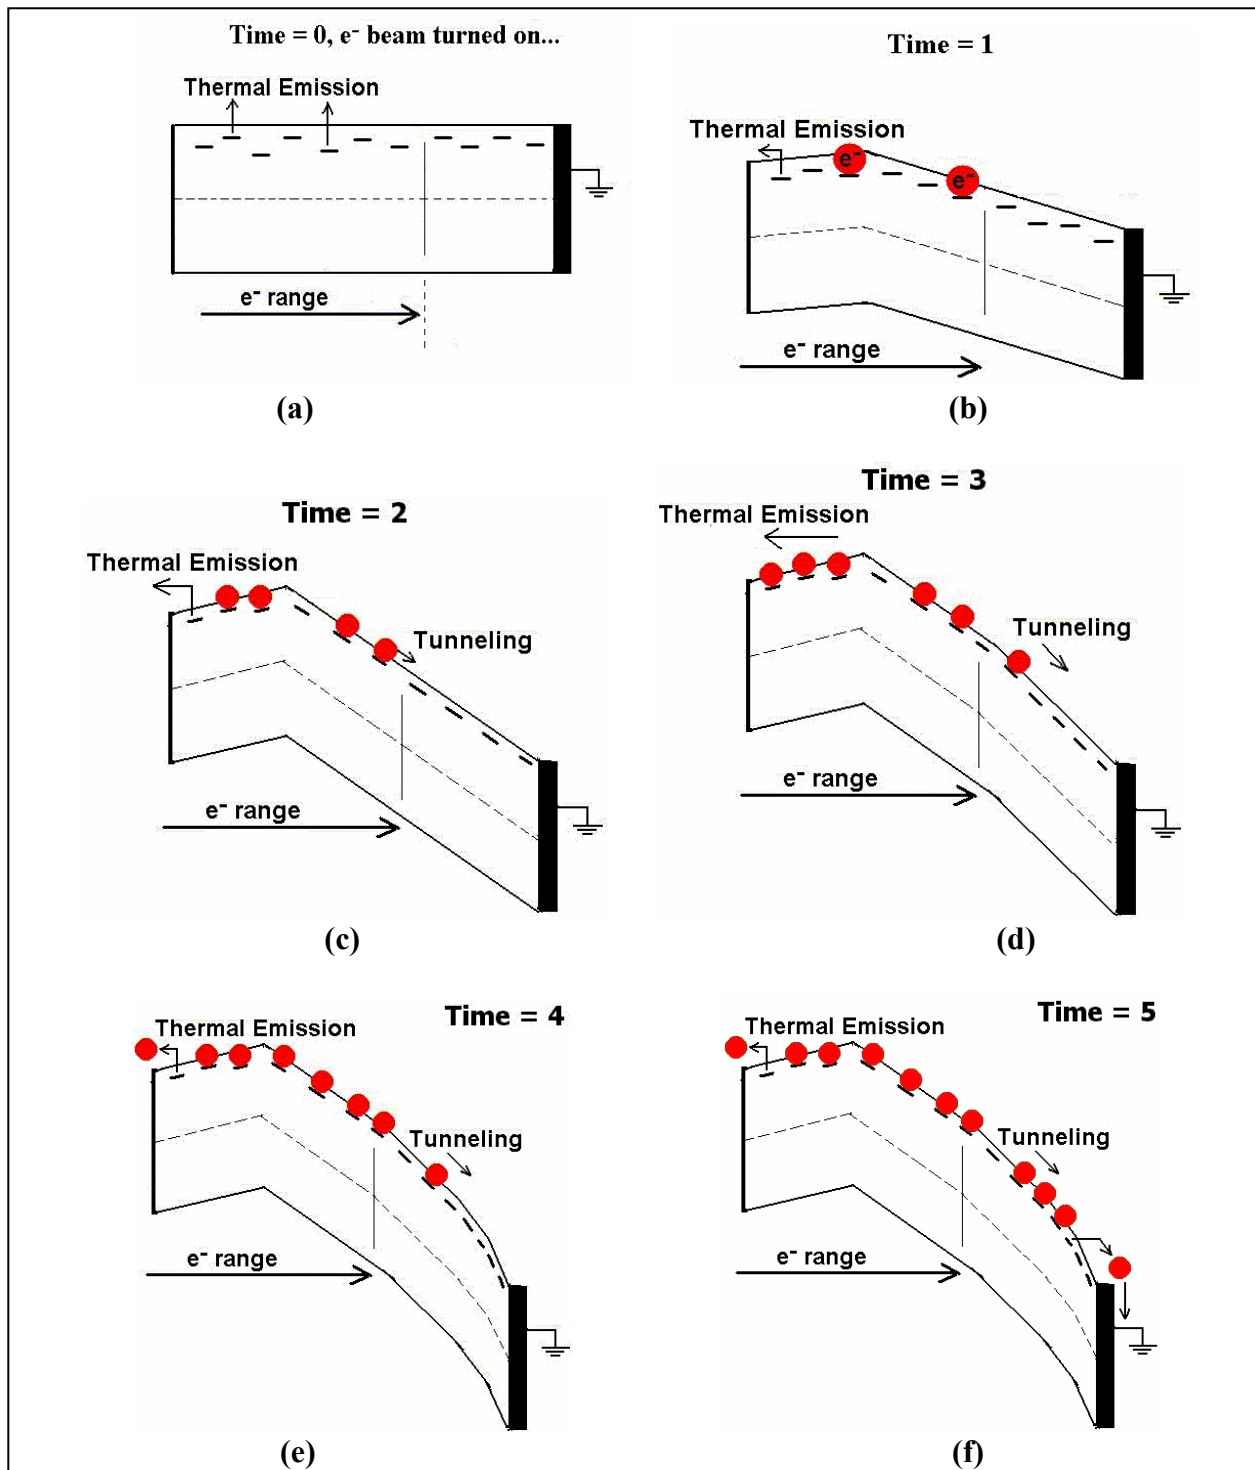 Time = 0, e⁻ beam turned on...
Thermal Emission
e⁻ range
(a)
Time = 1
Thermal Emission
e⁻
e⁻
e⁻ range
(b)
Time = 2
Thermal Emission
Tunneling
e⁻ range
(c)
Time = 3
Thermal Emission
Tunneling
e⁻ range
(d)
Time = 4
Thermal Emission
Tunneling
e⁻ range
(e)
Time = 5
Thermal Emission
Tunneling
e⁻ range
(f)